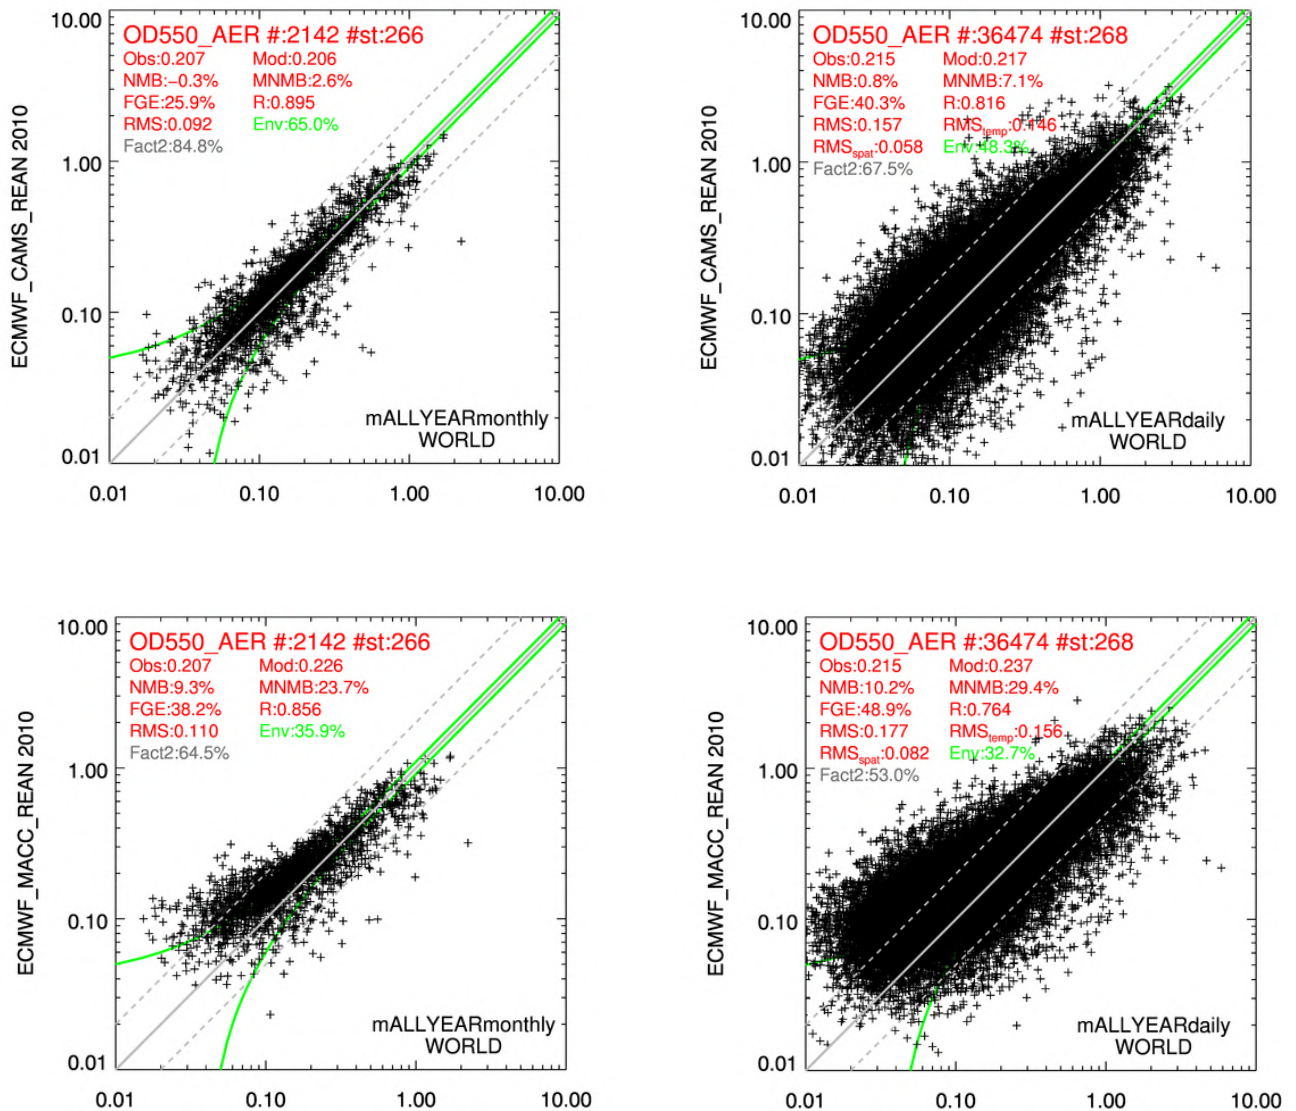 10.00
OD550_AER #:2142 #st:266
Obs:0.207 Mod:0.206
NMB:−0.3% MNMB:2.6%
FGE:25.9% R:0.895
RMS:0.092 Env:65.0%
Fact2:84.8%
1.00
0.10
0.01
ECMWF_CAMS_REAN 2010
mALLYEARmonthly
WORLD
0.01 0.10 1.00 10.00
10.00
OD550_AER #:36474 #st:268
Obs:0.215 Mod:0.217
NMB:0.8% MNMB:7.1%
FGE:40.3% R:0.816
RMS:0.157 RMStemp:0.146
RMSspat:0.058 Env:48.3%
Fact2:67.5%
1.00
0.10
0.01
ECMWF_CAMS_REAN 2010
mALLYEARdaily
WORLD
0.01 0.10 1.00 10.00
10.00
OD550_AER #:2142 #st:266
Obs:0.207 Mod:0.226
NMB:9.3% MNMB:23.7%
FGE:38.2% R:0.856
RMS:0.110 Env:35.9%
Fact2:64.5%
1.00
0.10
0.01
ECMWF_MACC_REAN 2010
mALLYEARmonthly
WORLD
0.01 0.10 1.00 10.00
10.00
OD550_AER #:36474 #st:268
Obs:0.215 Mod:0.237
NMB:10.2% MNMB:29.4%
FGE:48.9% R:0.764
RMS:0.177 RMStemp:0.156
RMSspat:0.082 Env:32.7%
Fact2:53.0%
1.00
0.10
0.01
ECMWF_MACC_REAN 2010
mALLYEARdaily
WORLD
0.01 0.10 1.00 10.00